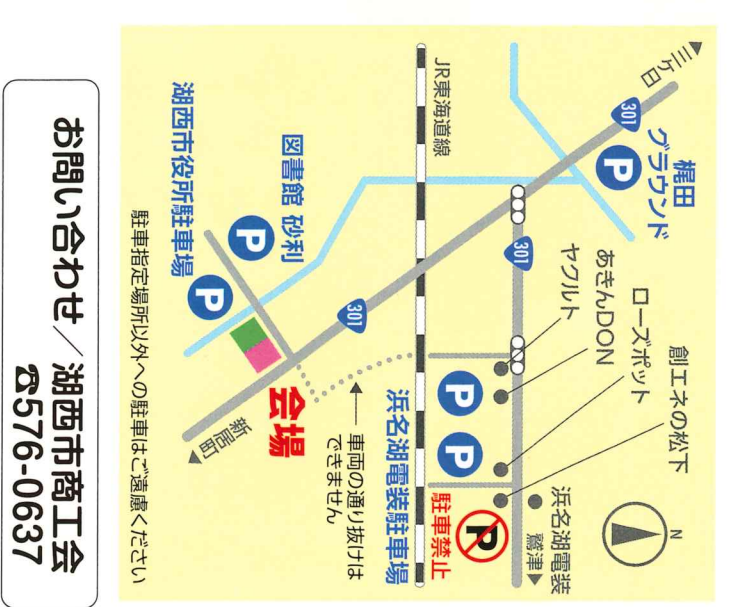 三ケ日
301
梶田
グラウンド
P
JR東海道線
301
ヤクルト
あきんDON
ローズポット
創エネの松下
N
浜名湖電装
鷲津
P
P
駐車禁止
P
浜名湖電装駐車場
車両の通り抜けは
できません
301
図書館 砂利
P
湖西市役所駐車場
P
会場
新居町
駐車指定場所以外への駐車はご遠慮ください
お問い合わせ/湖西市商工会
☎576-0637